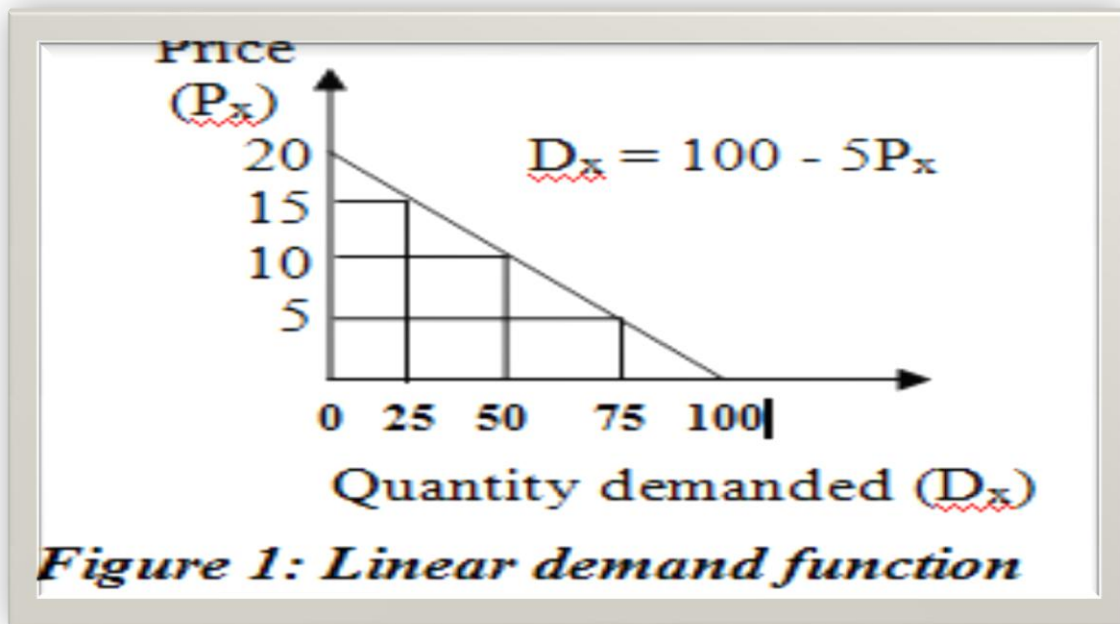 Price
(Pₓ)
20
Dₓ = 100 - 5Pₓ
15
10
5
0 25 50 75 100
Quantity demanded (Dₓ)
Figure 1: Linear demand function